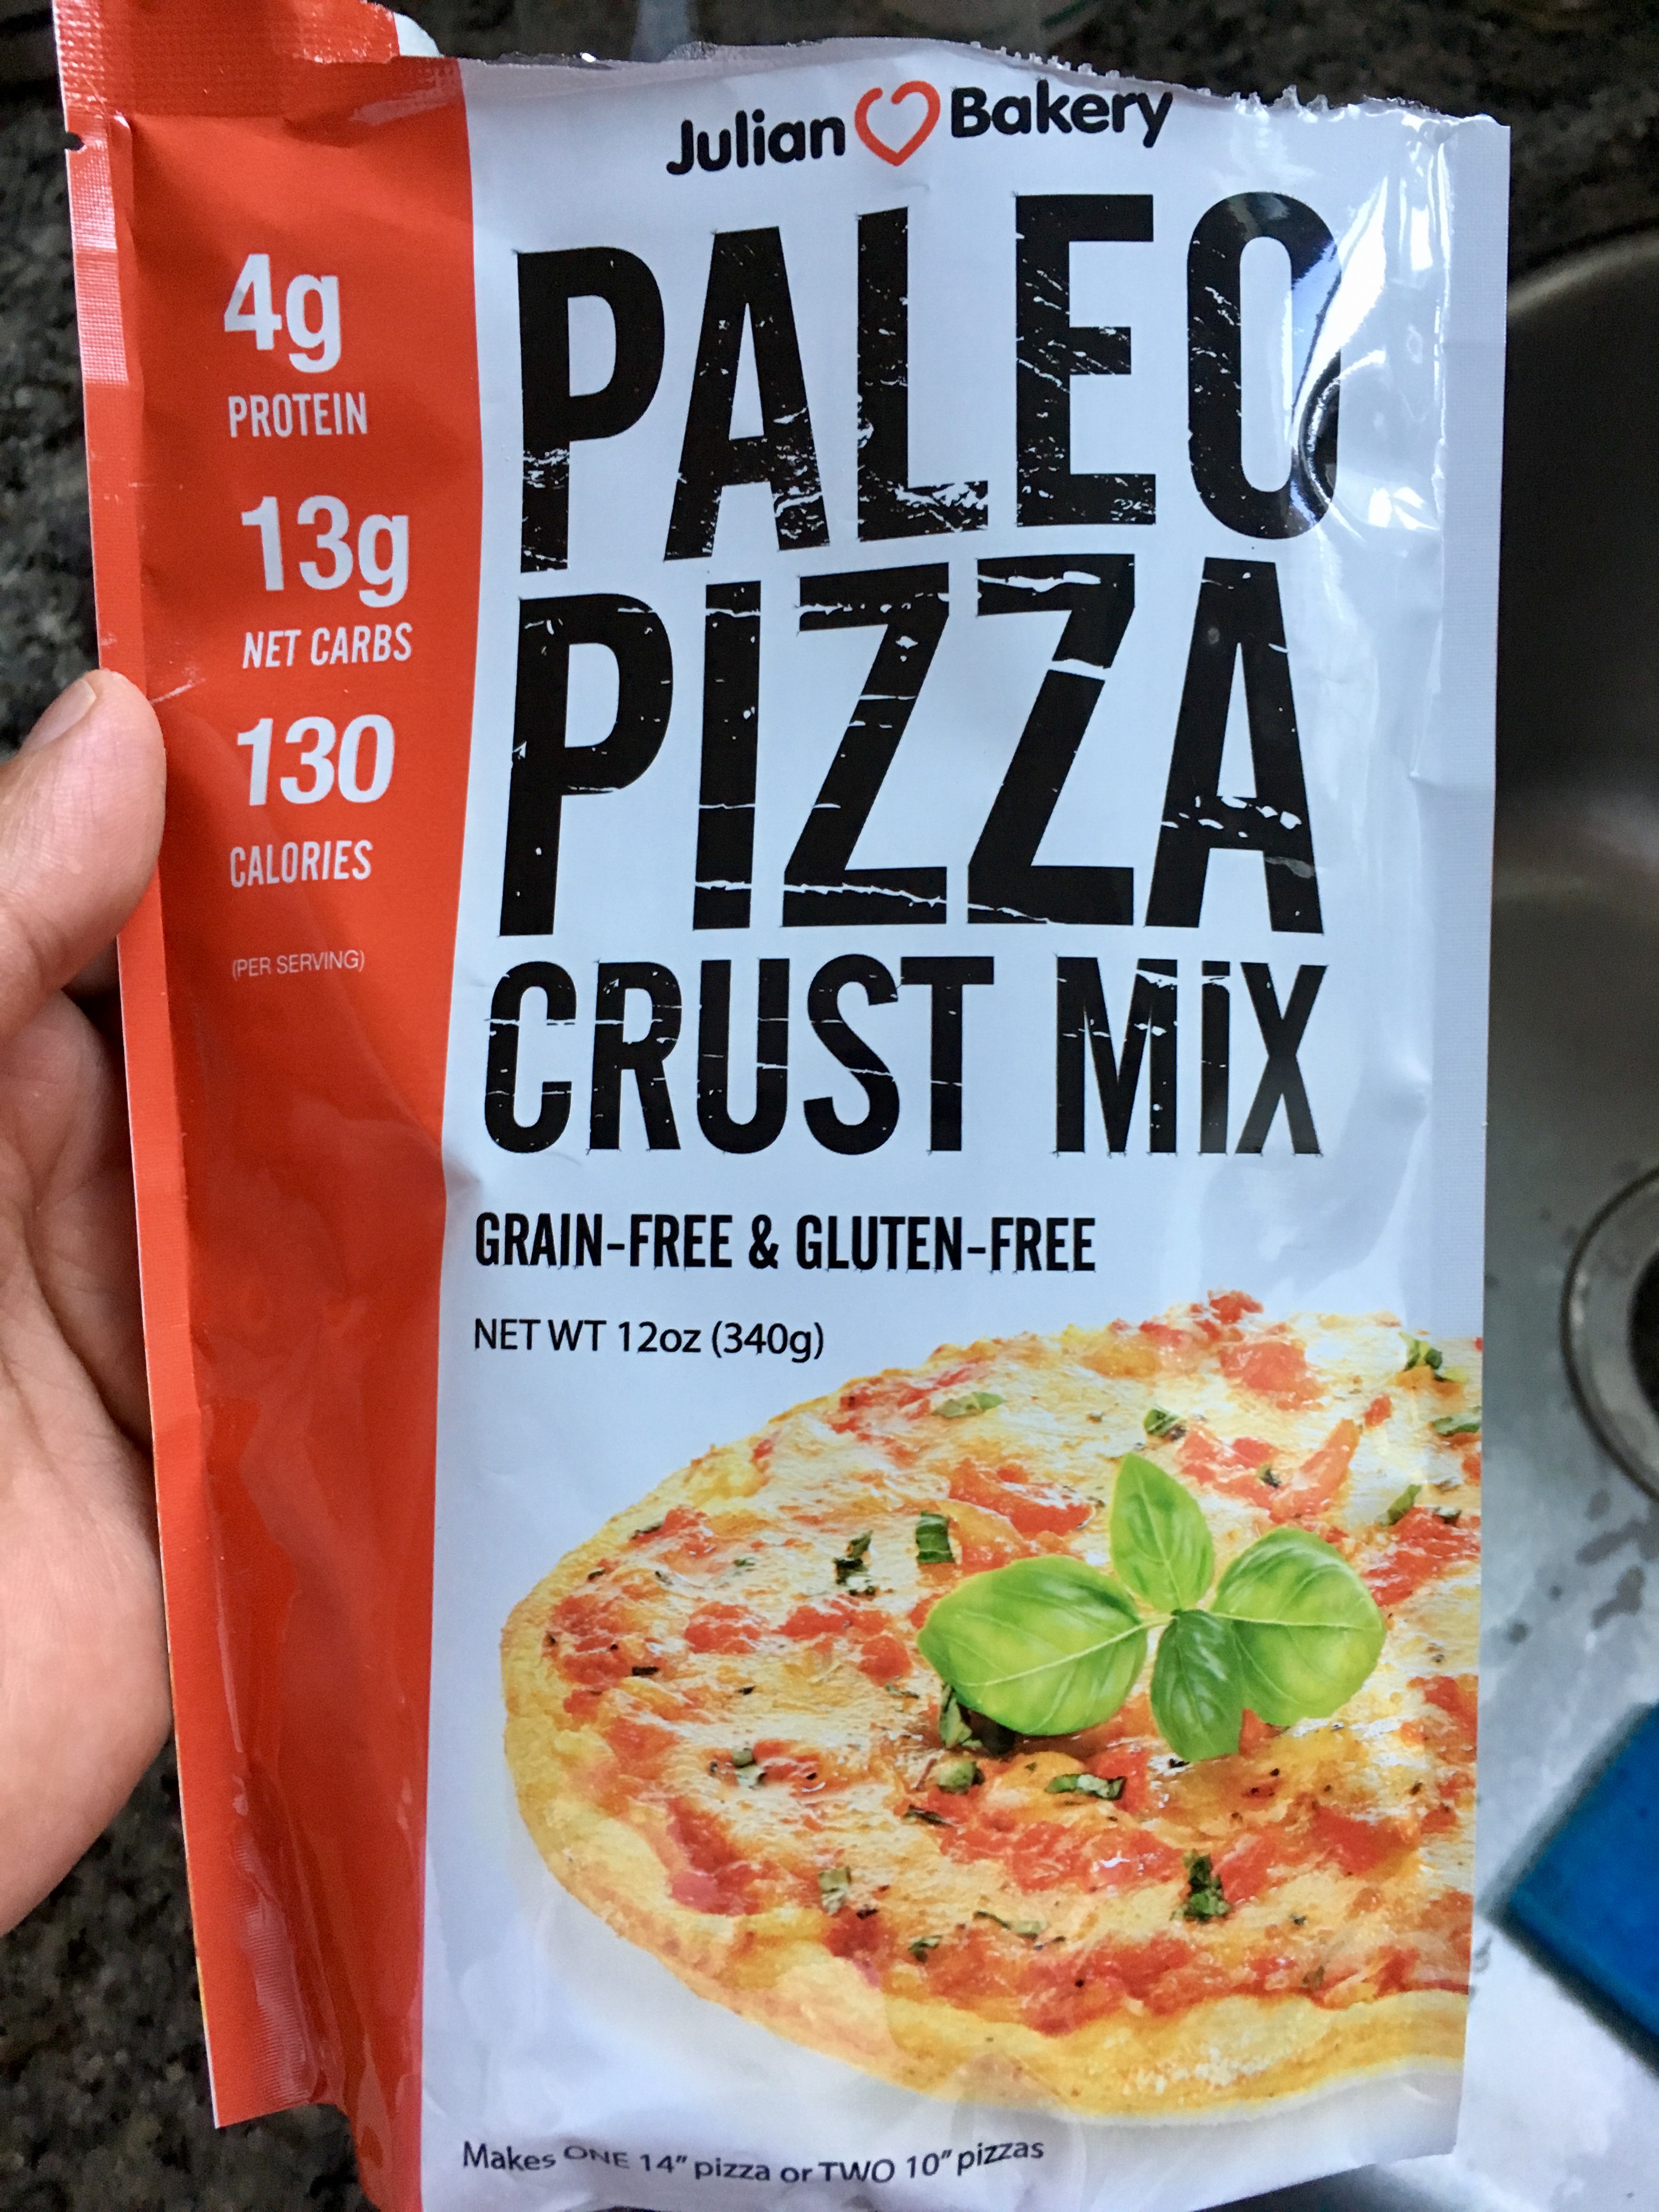 Julian Bakery
PALEO
PIZZA
CRUST MiX
GRAIN-FREE & GLUTEN-FREE
NET WT 12oz (340g)
4g
PROTEIN
13g
NET CARBS
130
CALORIES
(PER SERVING)
Makes ONE 14" pizza or TWO 10" pizzas